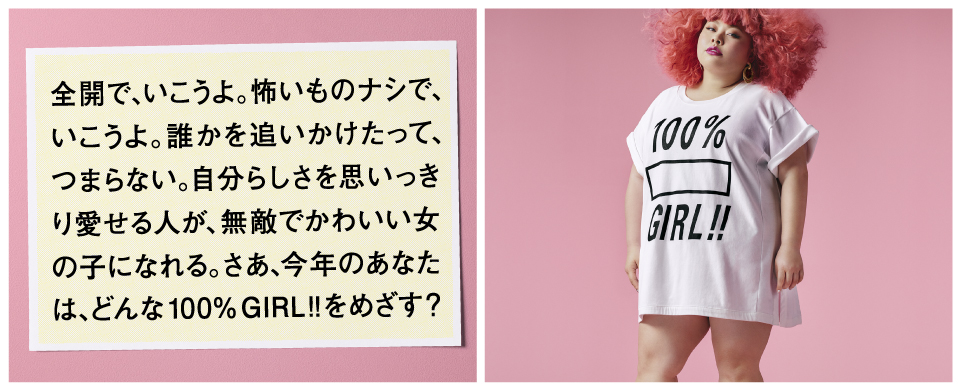 全開で、いこうよ。怖いものナシで、
いこうよ。誰かを追いかけたって、
つまらない。自分らしさを思いっき
り愛せる人が、無敵でかわいい女
の子になれる。さあ、今年のあなた
は、どんな100%GIRL!!をめざす?
100%
GIRL!!